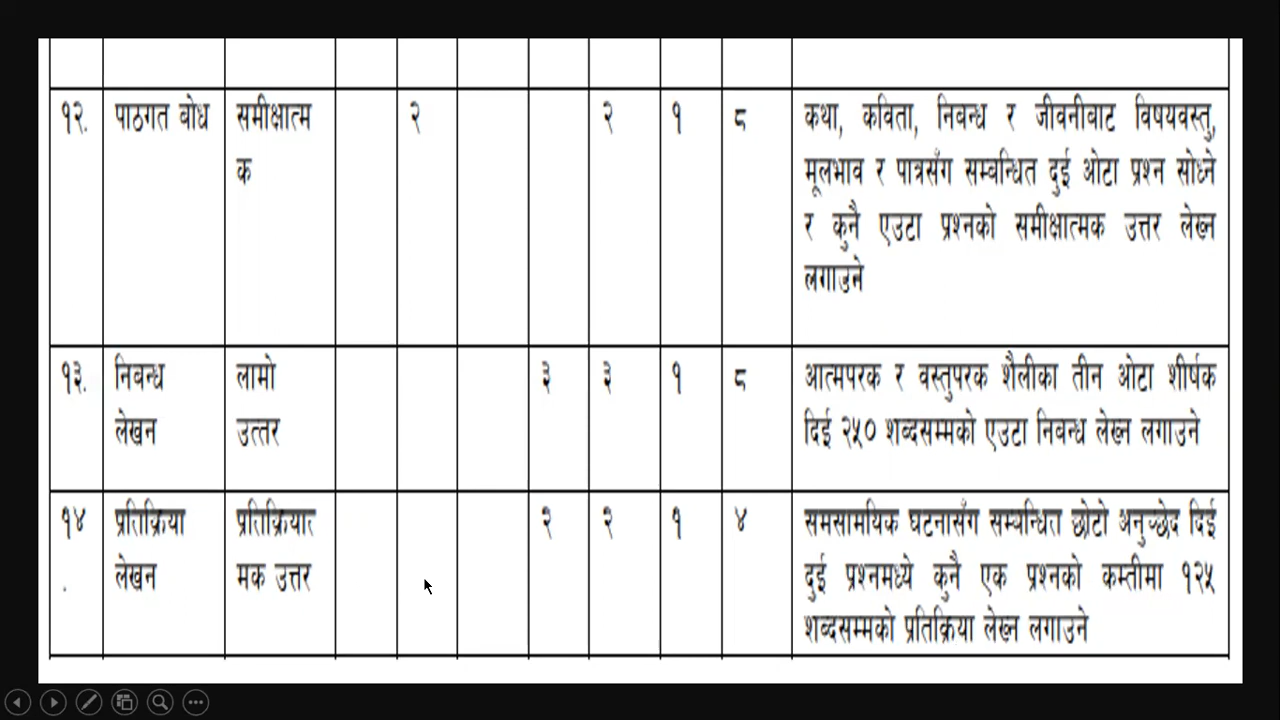 १२. पाठगत बोध समीक्षात्म २ २ १ ८ कथा, कविता, निबन्ध र जीवनीबाट विषयवस्तु,
क मूलभाव र पात्रसँग सम्बन्धित दुई ओटा प्रश्न सोध्ने
र कुनै एउटा प्रश्नको समीक्षात्मक उत्तर लेख्न
लगाउने
१३. निबन्ध लामो ३ ३ १ ८ आत्मपरक र वस्तुपरक शैलीका तीन ओटा शीर्षक
लेखन उत्तर दिई २५० शब्दसम्मको एउटा निबन्ध लेख्न लगाउने
१४ प्रतिक्रिया प्रतिक्रियात २ २ १ ४ समसामयिक घटनासँग सम्बन्धित छोटो अनुच्छेद दिई
. लेखन मक उत्तर दुई प्रश्नमध्ये कुनै एक प्रश्नको कम्तीमा १२५
शब्दसम्मको प्रतिक्रिया लेख्न लगाउने